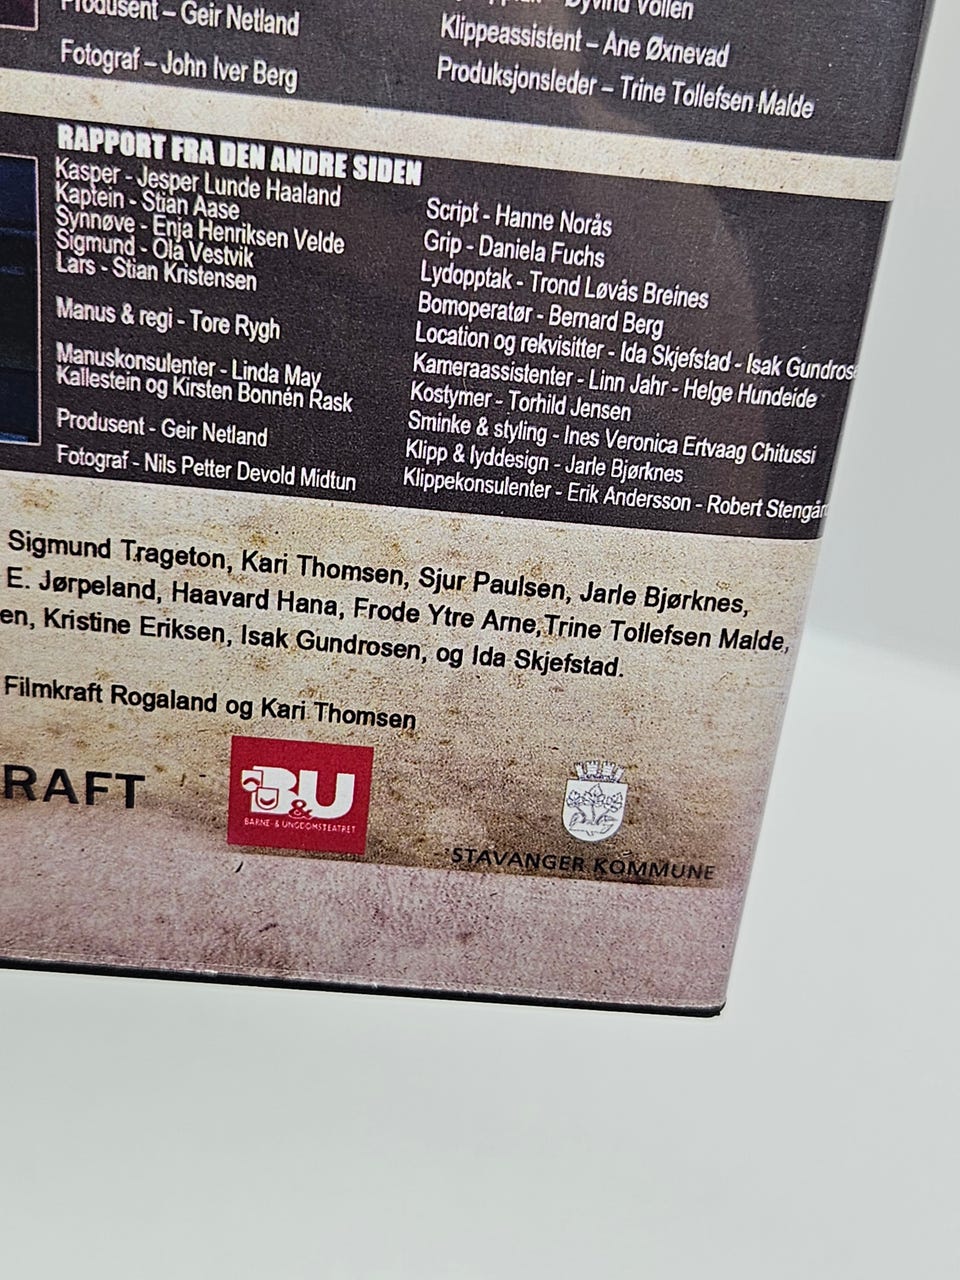 Produsent – Geir Netland
Fotograf – John Iver Berg
Øyvind Vollen
Klippeassistent – Ane Øxnevad
Produksjonsleder – Trine Tollefsen Malde
RAPPORT FRA DEN ANDRE SIDEN
Kasper - Jesper Lunde Haaland
Kaptein - Stian Aase
Synnøve - Enja Henriksen Velde
Sigmund - Ola Vestvik
Lars - Stian Kristensen
Manus & regi - Tore Rygh
Manuskonsulenter - Linda May
Kallestein og Kirsten Bonnén Rask
Produsent - Geir Netland
Fotograf - Nils Petter Devold Midtun
Script - Hanne Norås
Grip - Daniela Fuchs
Lydopptak - Trond Løvås Breines
Bomoperatør - Bernard Berg
Location og rekvisitter - Ida Skjefstad - Isak Gundrose
Kameraassistenter - Linn Jahr - Helge Hundeide
Kostymer - Torhild Jensen
Sminke & styling - Ines Veronica Ertvaag Chitussi
Klipp & lyddesign - Jarle Bjørknes
Klippekonsulenter - Erik Andersson - Robert Stengår
Sigmund Trageton, Kari Thomsen, Sjur Paulsen, Jarle Bjørknes,
E. Jørpeland, Haavard Hana, Frode Ytre Arne,Trine Tollefsen Malde,
en, Kristine Eriksen, Isak Gundrosen, og Ida Skjefstad.
Filmkraft Rogaland og Kari Thomsen
RAFT
B&U
BARNE- & UNGDOMSTEATRET
STAVANGER KOMMUNE